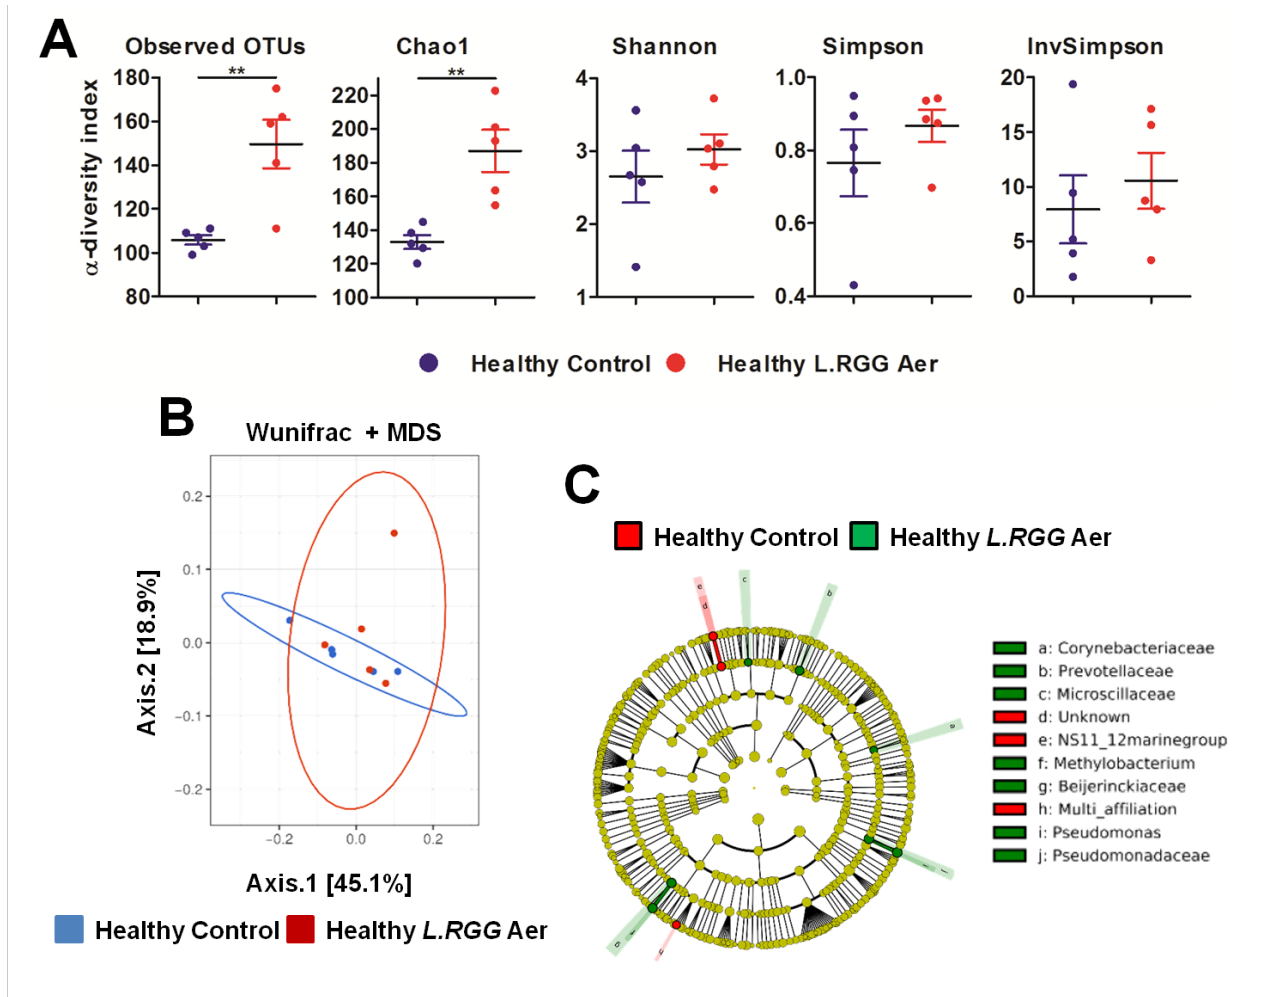 A
Observed OTUs
Chao1
Shannon
Simpson
InvSimpson
α-diversity index
180
160
140
120
100
80
**
220
200
180
160
140
120
100
**
4
3
2
1
1.0
0.8
0.6
0.4
20
15
10
5
0
Healthy Control
Healthy L.RGG Aer
B
Wunifrac + MDS
Axis.2 [18.9%]
0.2
0.1
0.0
−0.1
−0.2
−0.2
0.0
0.2
Axis.1 [45.1%]
Healthy Control
Healthy L.RGG Aer
C
Healthy Control
Healthy L.RGG Aer
e
d
c
b
a
a: Corynebacteriaceae
b: Prevotellaceae
c: Microscillaceae
d: Unknown
e: NS11_12marinegroup
f: Methylobacterium
g: Beijerinckiaceae
h: Multi_affiliation
i: Pseudomonas
j: Pseudomonadaceae